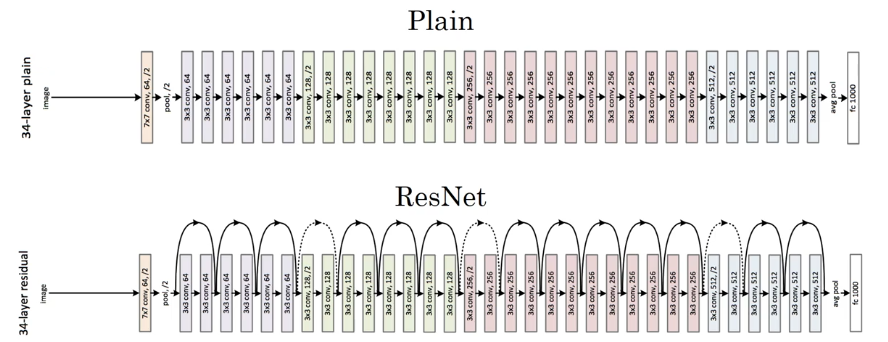 Plain
34-layer plain
image
7x7 conv, 64, /2
pool, /2
3x3 conv, 64
3x3 conv, 64
3x3 conv, 64
3x3 conv, 64
3x3 conv, 64
3x3 conv, 64
3x3 conv, 128, /2
3x3 conv, 128
3x3 conv, 128
3x3 conv, 128
3x3 conv, 128
3x3 conv, 128
3x3 conv, 128
3x3 conv, 128
3x3 conv, 256, /2
3x3 conv, 256
3x3 conv, 256
3x3 conv, 256
3x3 conv, 256
3x3 conv, 256
3x3 conv, 256
3x3 conv, 256
3x3 conv, 256
3x3 conv, 256
3x3 conv, 256
3x3 conv, 256
3x3 conv, 512, /2
3x3 conv, 512
3x3 conv, 512
3x3 conv, 512
3x3 conv, 512
3x3 conv, 512
avg pool
fc 1000
ResNet
34-layer residual
image
7x7 conv, 64, /2
pool, /2
3x3 conv, 64
3x3 conv, 64
3x3 conv, 64
3x3 conv, 64
3x3 conv, 64
3x3 conv, 64
3x3 conv, 128, /2
3x3 conv, 128
3x3 conv, 128
3x3 conv, 128
3x3 conv, 128
3x3 conv, 128
3x3 conv, 128
3x3 conv, 128
3x3 conv, 256, /2
3x3 conv, 256
3x3 conv, 256
3x3 conv, 256
3x3 conv, 256
3x3 conv, 256
3x3 conv, 256
3x3 conv, 256
3x3 conv, 256
3x3 conv, 256
3x3 conv, 256
3x3 conv, 256
3x3 conv, 512, /2
3x3 conv, 512
3x3 conv, 512
3x3 conv, 512
3x3 conv, 512
3x3 conv, 512
avg pool
fc 1000